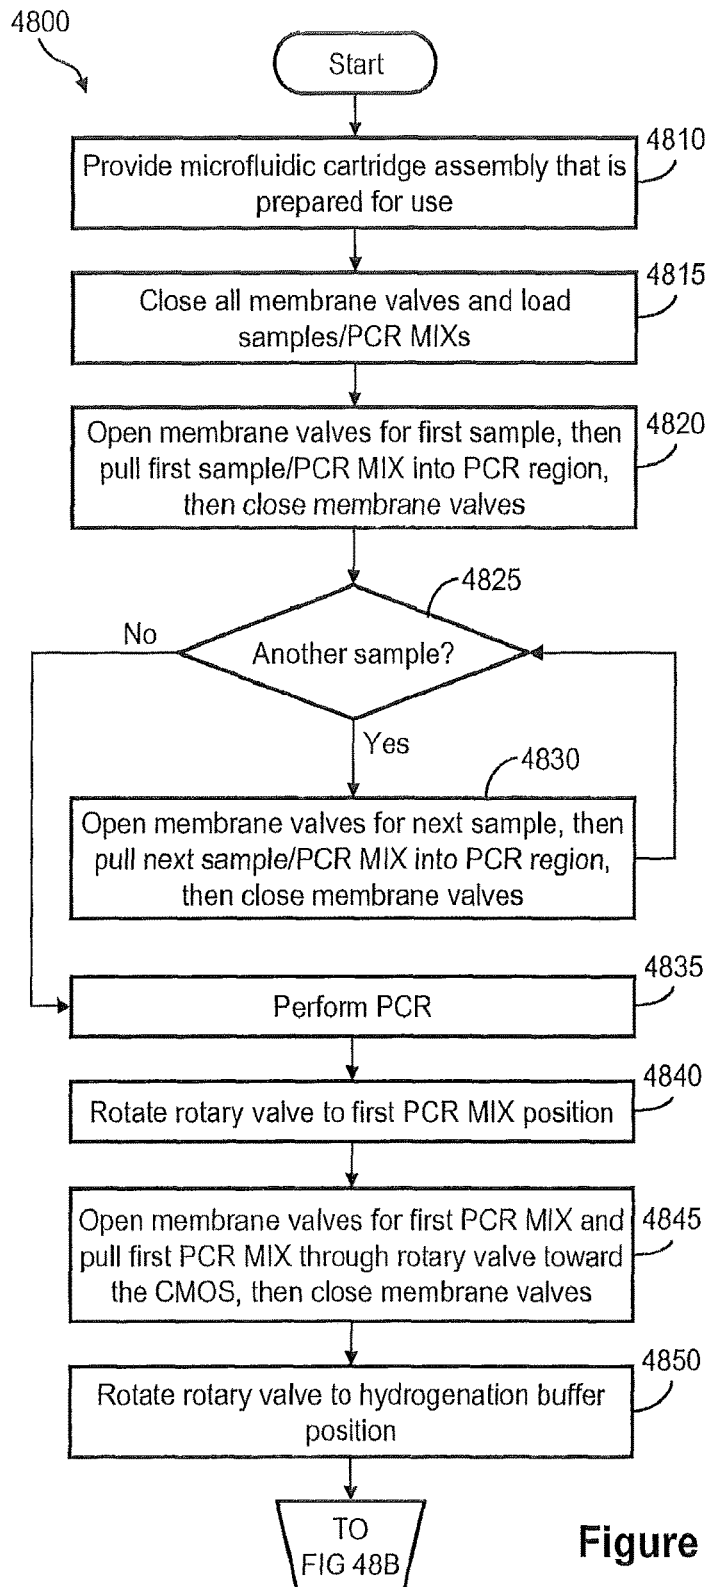 4800
Start
4810
Provide microfluidic cartridge assembly that is
prepared for use
4815
Close all membrane valves and load
samples/PCR MIXs
4820
Open membrane valves for first sample, then
pull first sample/PCR MIX into PCR region,
then close membrane valves
4825
No
Another sample?
Yes
4830
Open membrane valves for next sample, then
pull next sample/PCR MIX into PCR region,
then close membrane valves
4835
Perform PCR
4840
Rotate rotary valve to first PCR MIX position
4845
Open membrane valves for first PCR MIX and
pull first PCR MIX through rotary valve toward
the CMOS, then close membrane valves
4850
Rotate rotary valve to hydrogenation buffer
position
TO
FIG 48B
Figure